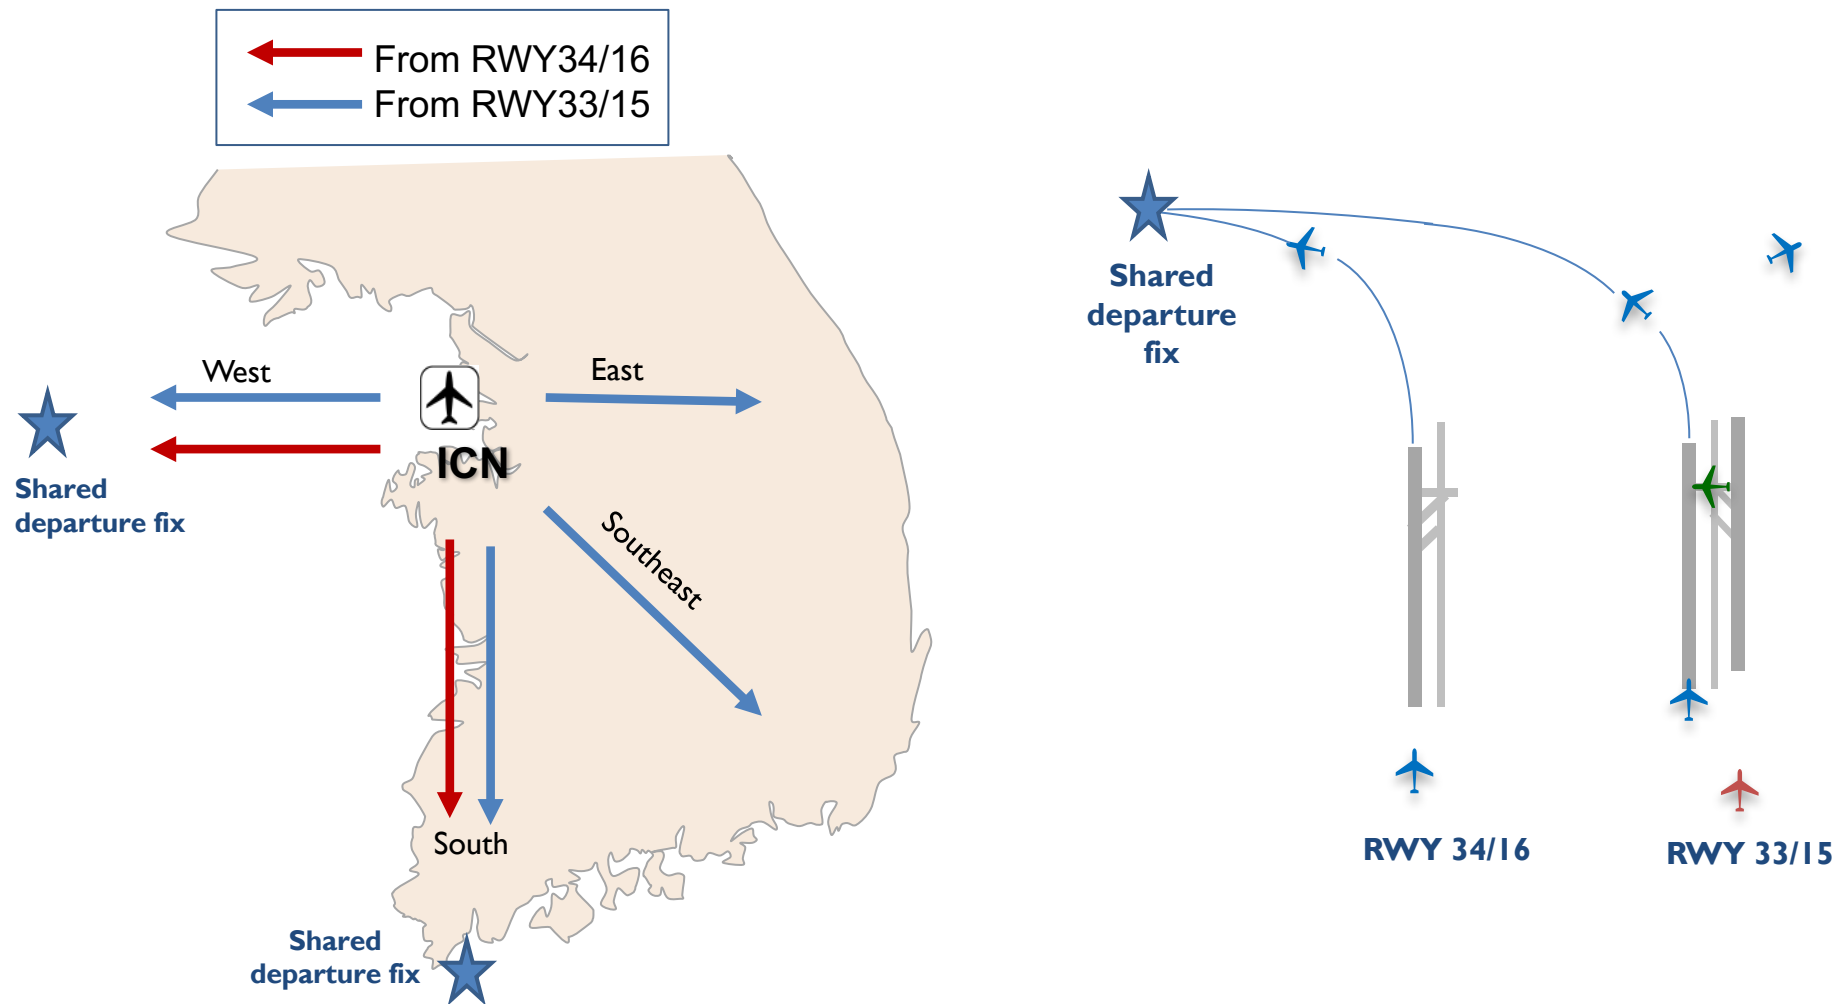 From RWY34/16
From RWY33/15
West
East
ICN
Shared
departure fix
Southeast
South
Shared
departure fix
Shared
departure
fix
RWY 34/16
RWY 33/15